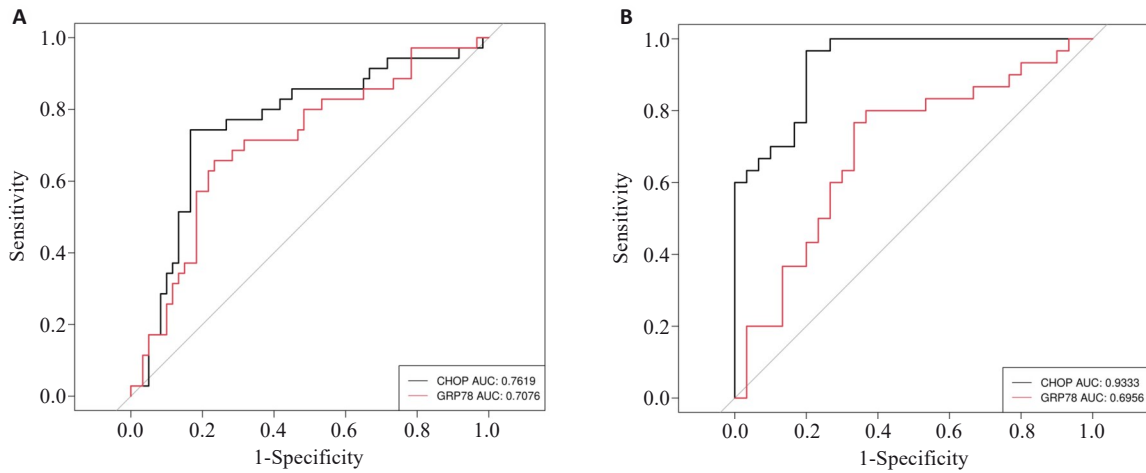 A
1.0
0.8
0.6
0.4
0.2
0.0
Sensitivity
0.0 0.2 0.4 0.6 0.8 1.0
1-Specificity
CHOP AUC: 0.7619
GRP78 AUC: 0.7076
B
1.0
0.8
0.6
0.4
0.2
0.0
Sensitivity
0.0 0.2 0.4 0.6 0.8 1.0
1-Specificity
CHOP AUC: 0.9333
GRP78 AUC: 0.6956